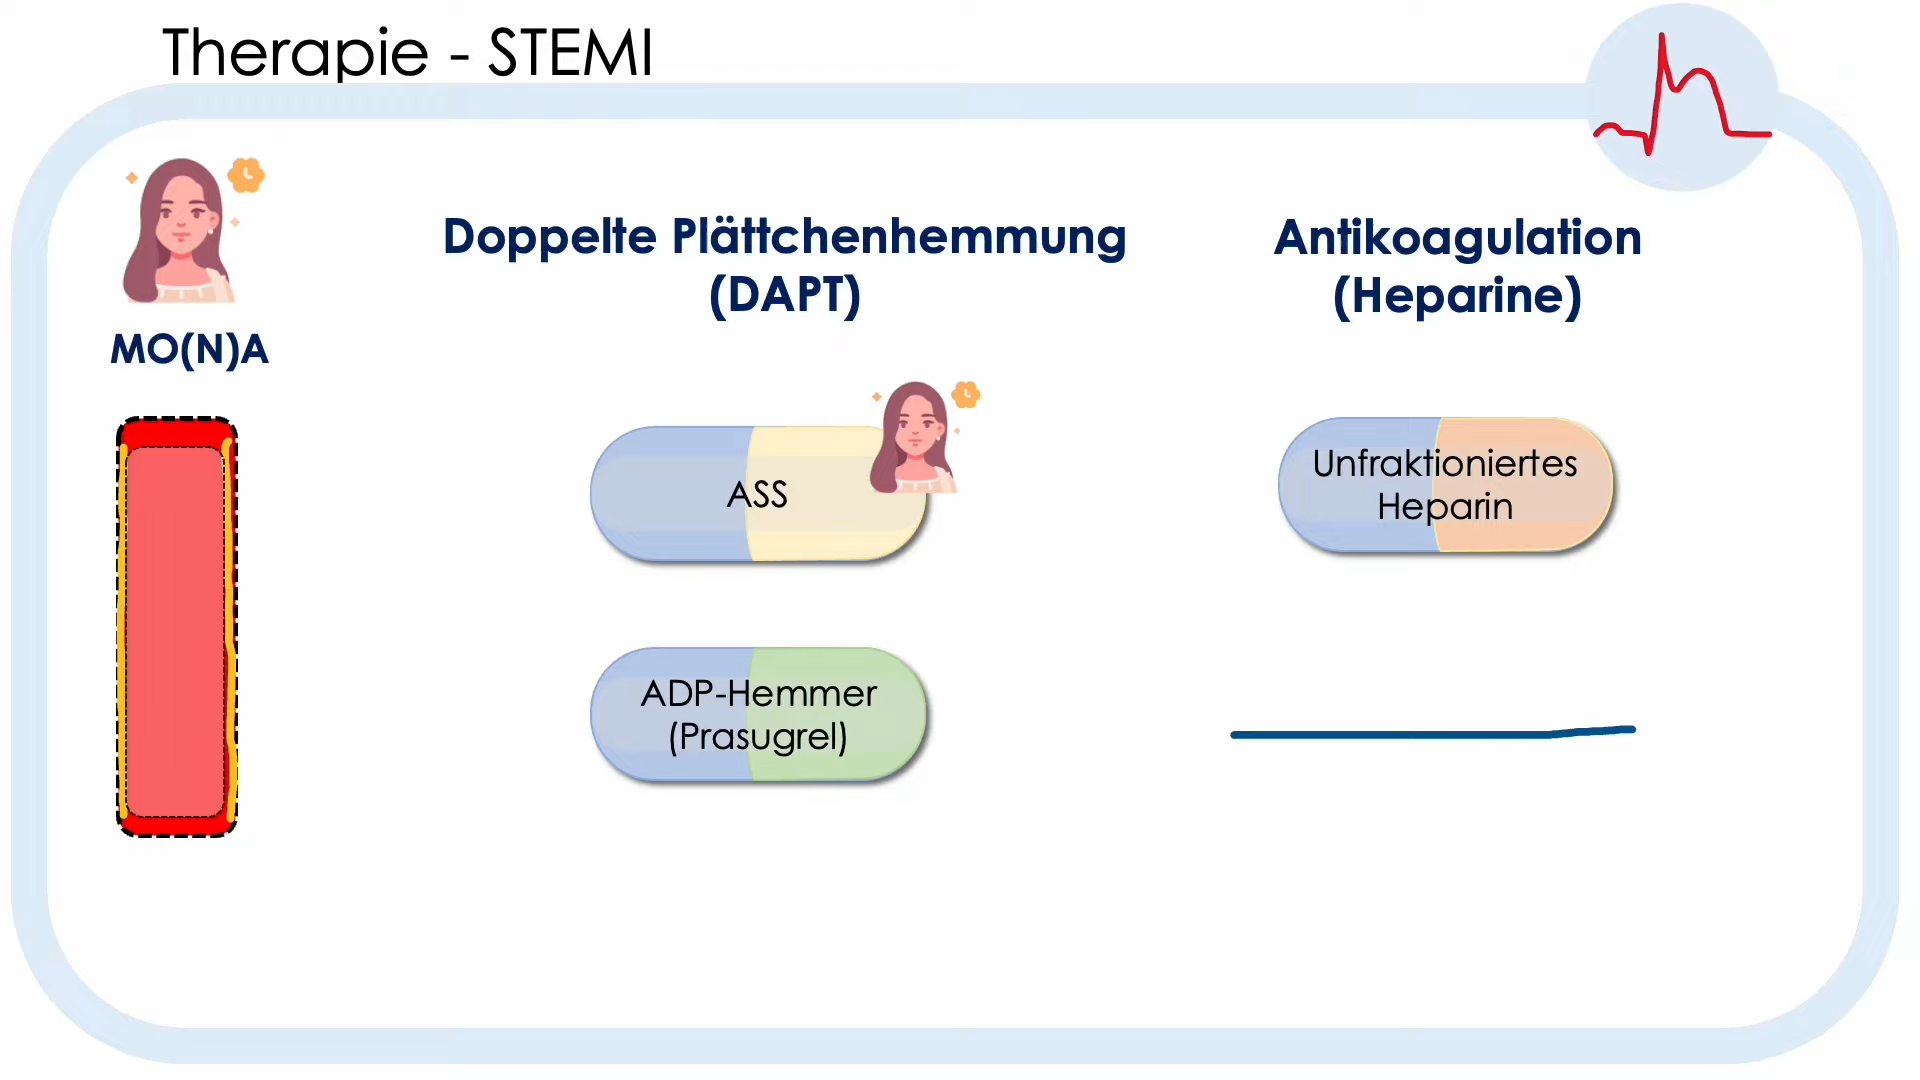 Therapie - STEMI
MO(N)A
Doppelte Plättchenhemmung
(DAPT)
ASS
ADP-Hemmer
(Prasugrel)
Antikoagulation
(Heparine)
Unfraktioniertes
Heparin